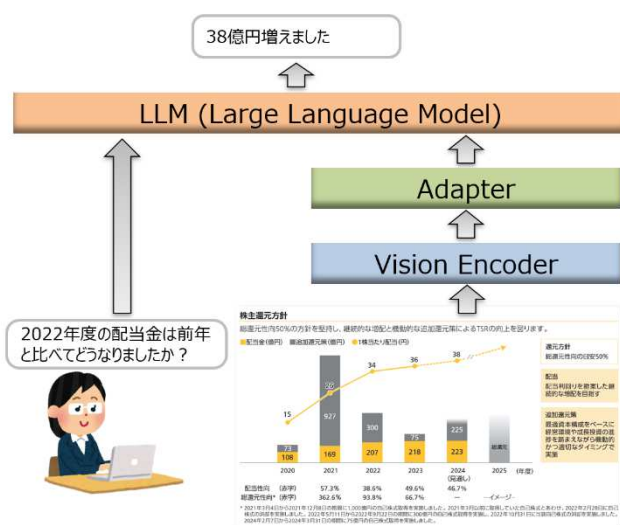 38億円増えました
LLM (Large Language Model)
Adapter
Vision Encoder
2022年度の配当金は前年
と比べてどうなりましたか？
株主還元方針
総還元性向50%の方針を堅持し、継続的な増配と機動的な追加還元策によるTSRの向上を図ります。
配当金(億円) 追加還元策(億円) 1株当たり配当(円)
還元方針
総還元性向の目安50%
配当
配当利回りを意識した継
続的な増配を目指す
追加還元策
最適資本構成をベースに
経営環境や成長投資の進
捗を踏まえながら機動的
かつ適切なタイミングで
実施
15 29 34 36 38
73 927 300 75 225 総還元
108 169 207 218 223
2020 2021 2022 2023 2024 2025 (年度)
(見通し)
配当性向 (赤字) 57.3% 38.6% 49.6% 46.7%
総還元性向* (赤字) 362.6% 93.8% 66.7% — —イメージ—